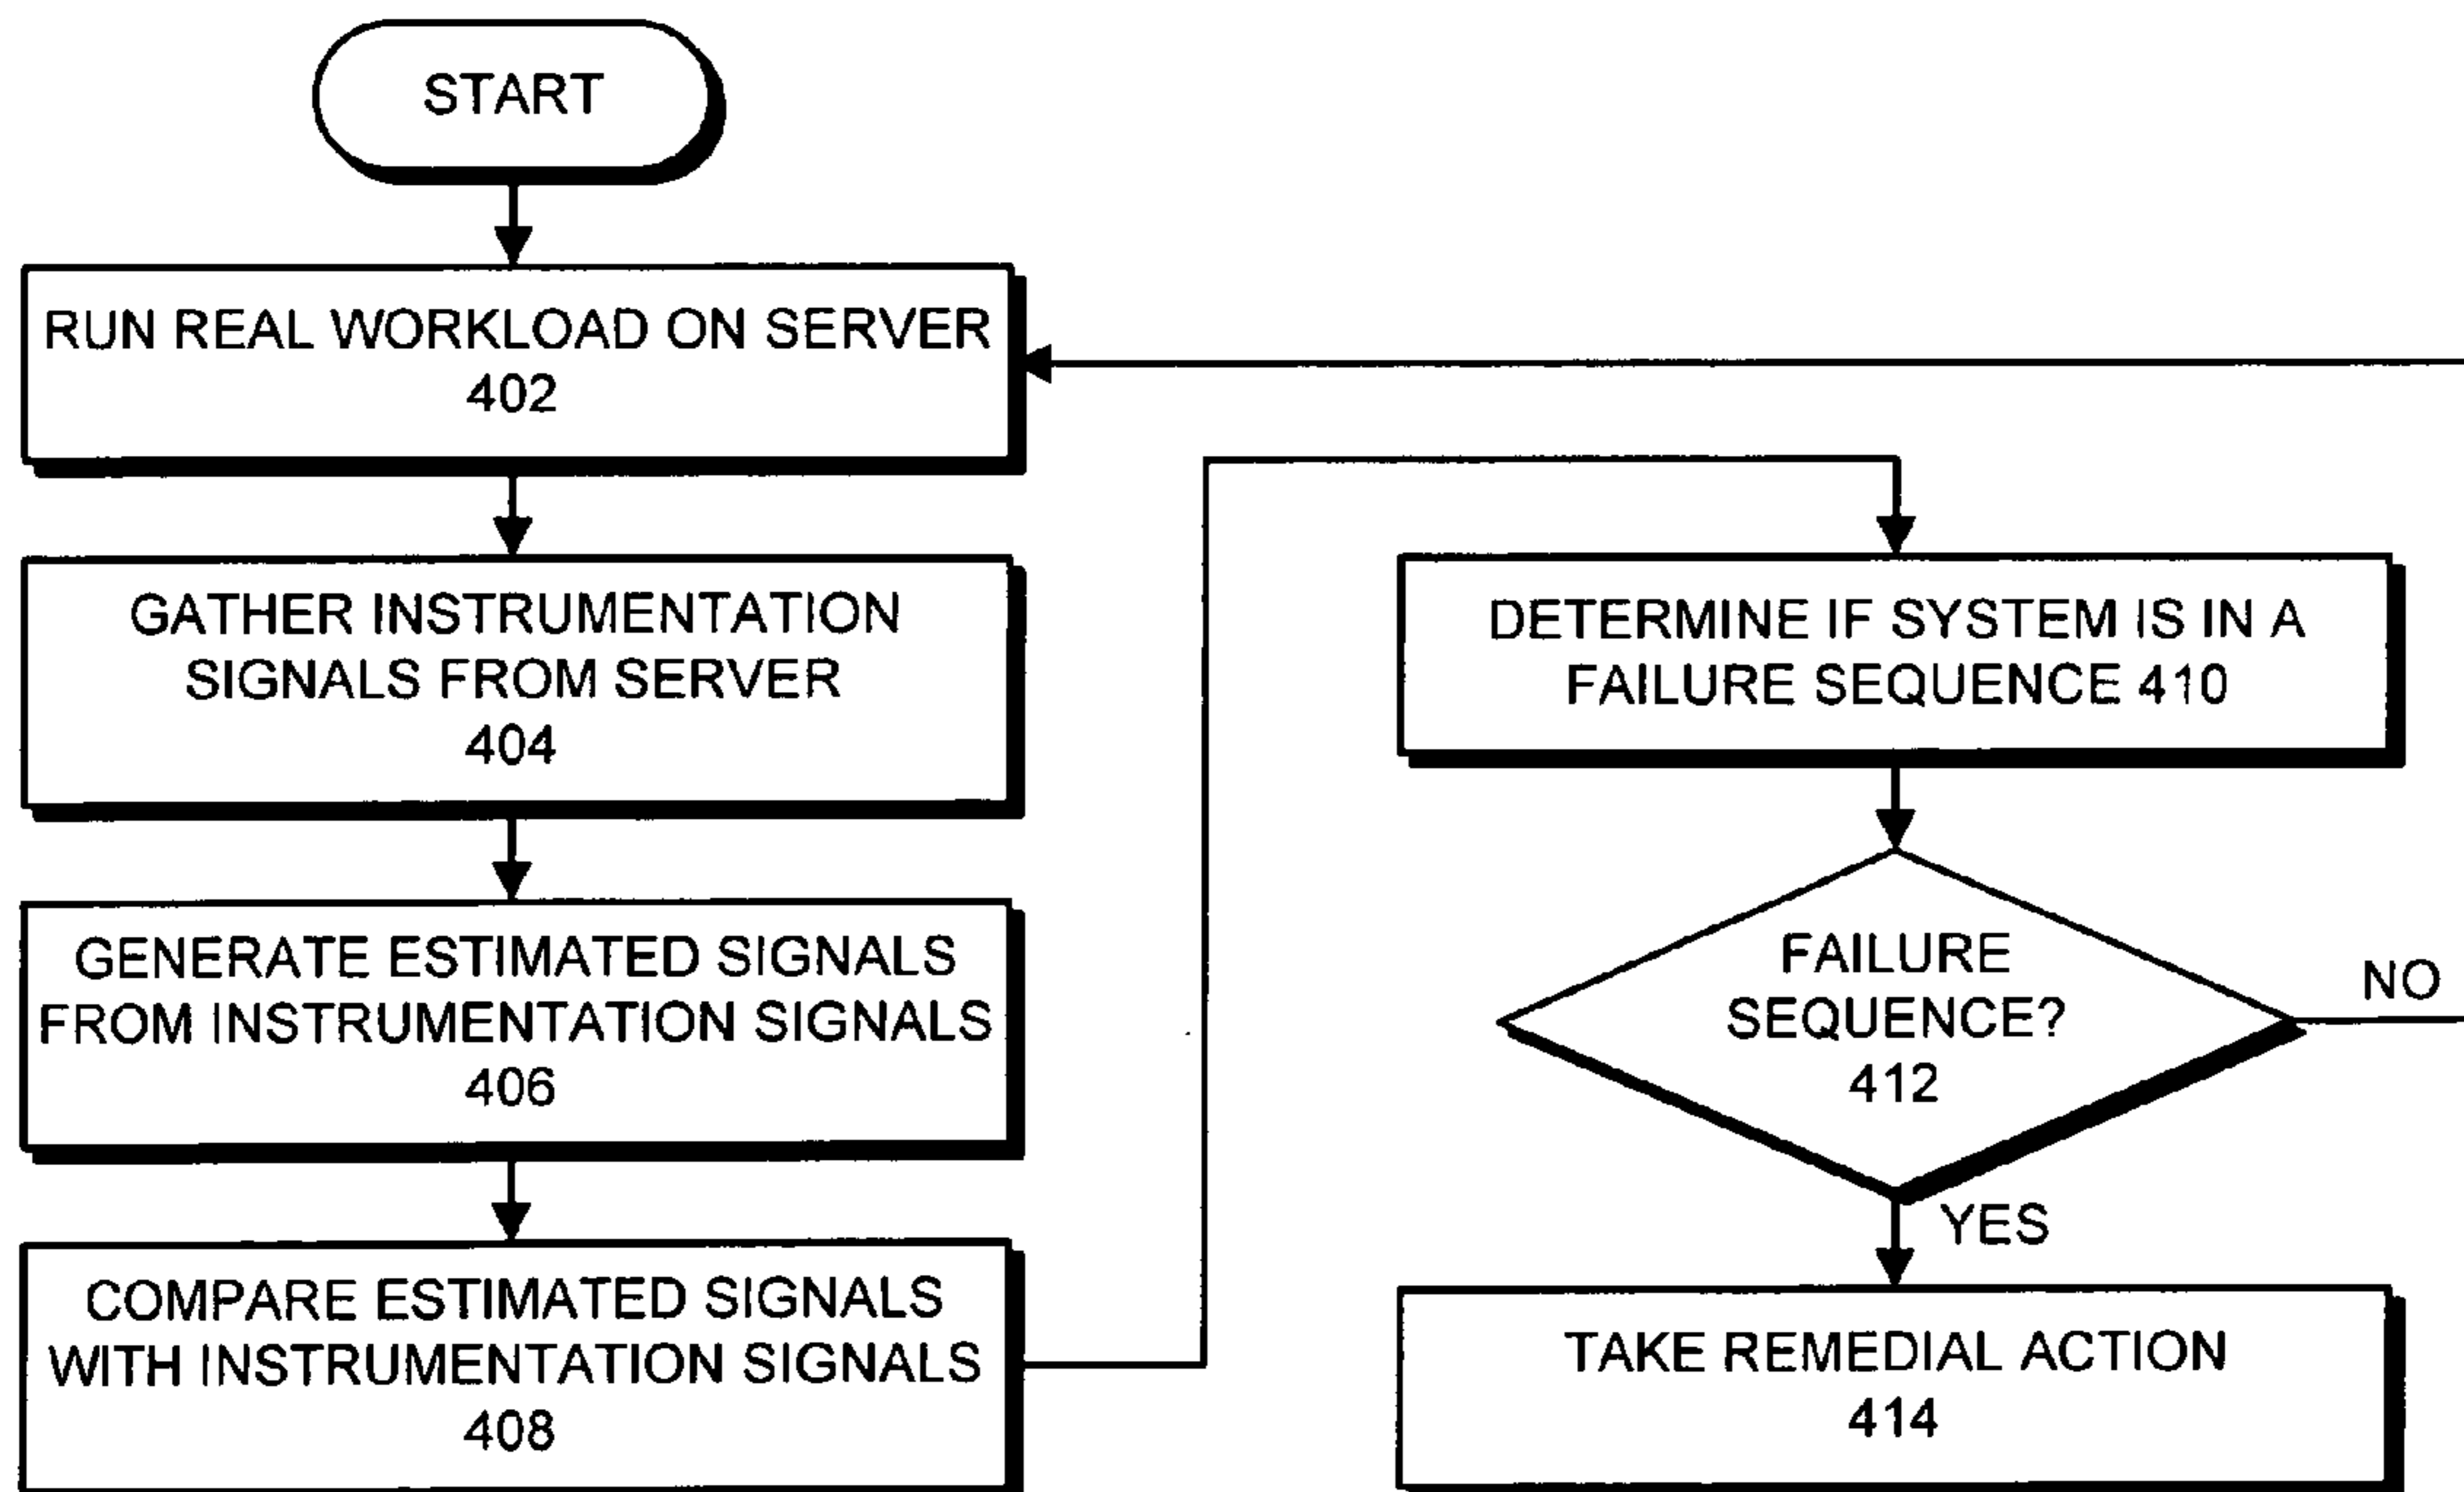 START
RUN REAL WORKLOAD ON SERVER
402
GATHER INSTRUMENTATION
SIGNALS FROM SERVER
404
GENERATE ESTIMATED SIGNALS
FROM INSTRUMENTATION SIGNALS
406
COMPARE ESTIMATED SIGNALS
WITH INSTRUMENTATION SIGNALS
408
DETERMINE IF SYSTEM IS IN A
FAILURE SEQUENCE 410
FAILURE
SEQUENCE?
412
NO
YES
TAKE REMEDIAL ACTION
414